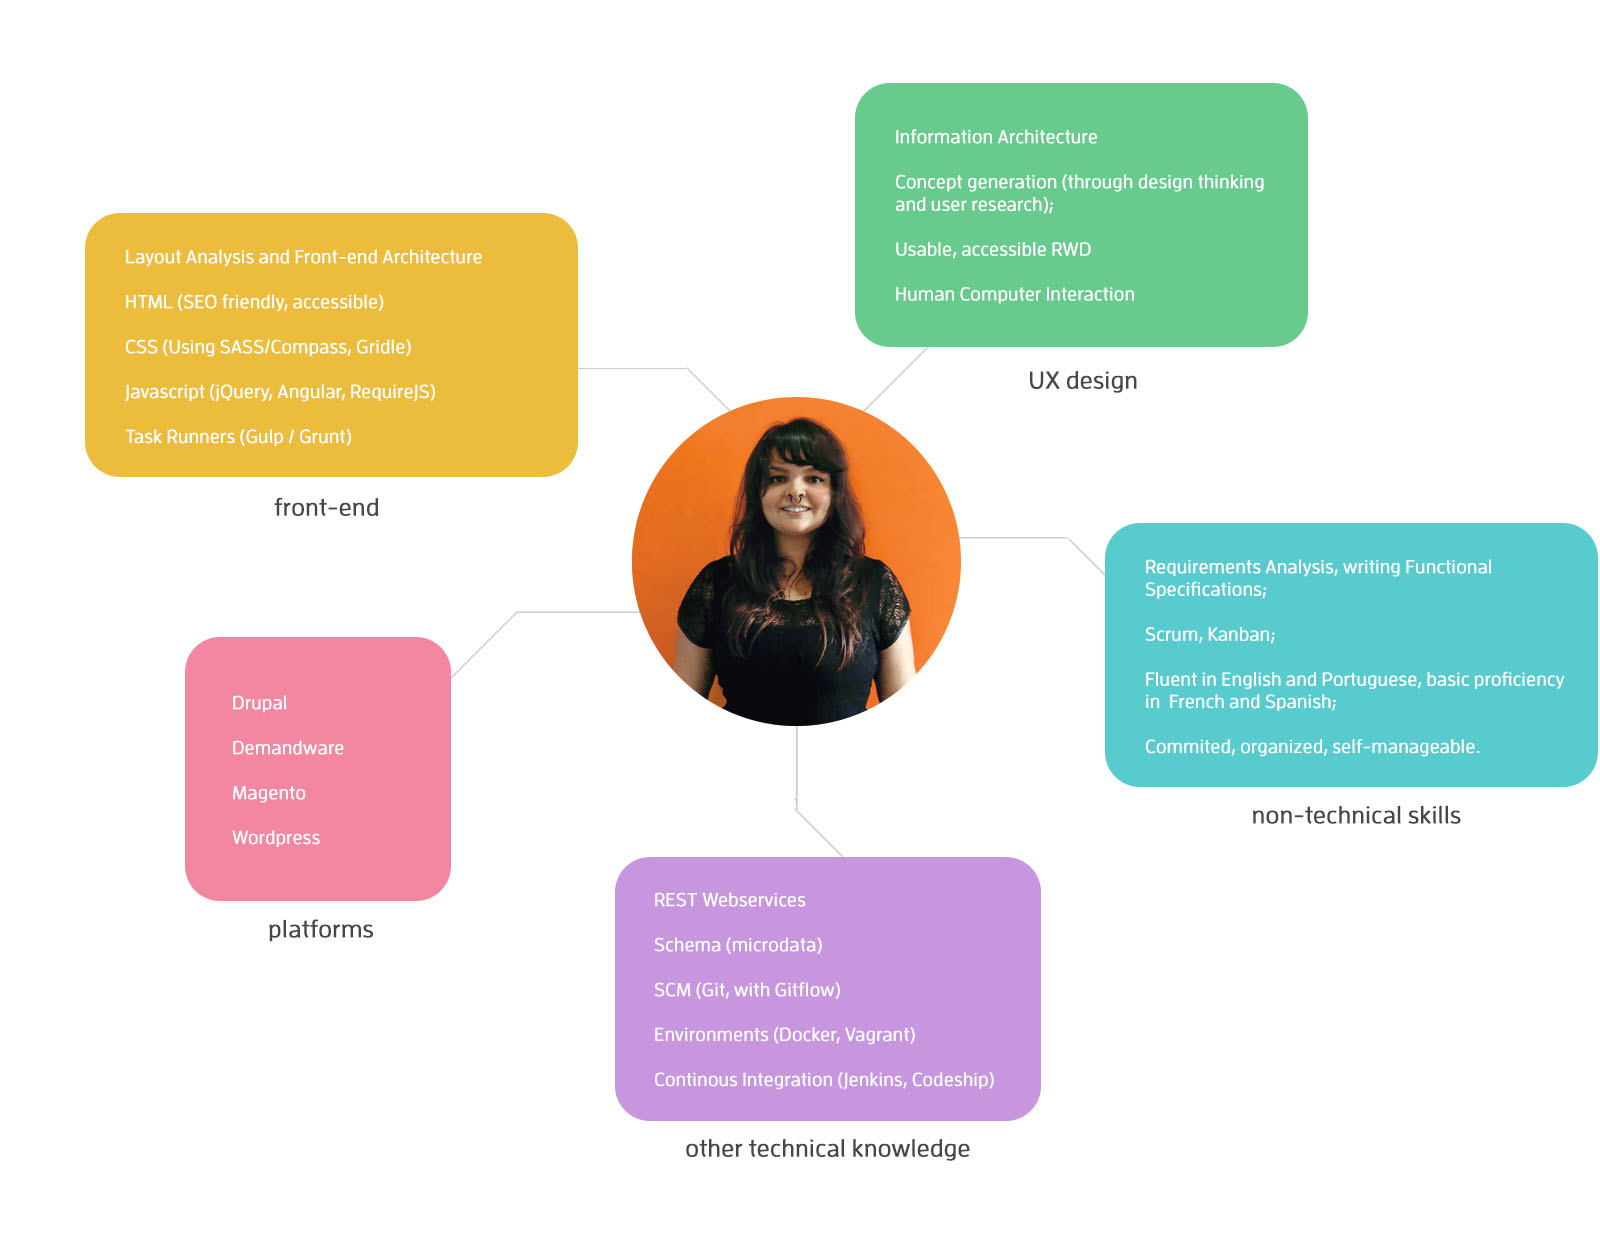 Information Architecture
Concept generation (through design thinking
and user research);
Usable, accessible RWD
Human Computer Interaction
UX design
Layout Analysis and Front-end Architecture
HTML (SEO friendly, accessible)
CSS (Using SASS/Compass, Gridle)
Javascript (jQuery, Angular, RequireJS)
Task Runners (Gulp / Grunt)
front-end
Requirements Analysis, writing Functional
Specifications;
Scrum, Kanban;
Fluent in English and Portuguese, basic proficiency
in  French and Spanish;
Commited, organized, self-manageable.
non-technical skills
Drupal
Demandware
Magento
Wordpress
platforms
REST Webservices
Schema (microdata)
SCM (Git, with Gitflow)
Environments (Docker, Vagrant)
Continous Integration (Jenkins, Codeship)
other technical knowledge